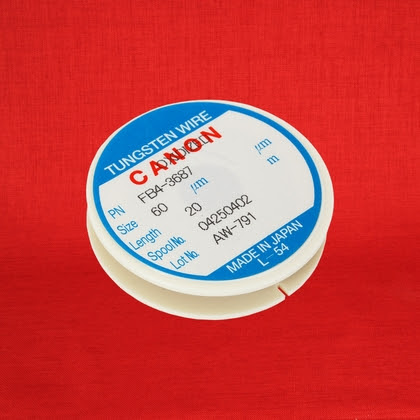 TUNGSTEN WIRE
CANON
PN FB4-3687
Size 60 μm μm
Length 20 m
Spool No. 04250402
Lot No. AW-791
MADE IN JAPAN
L-54